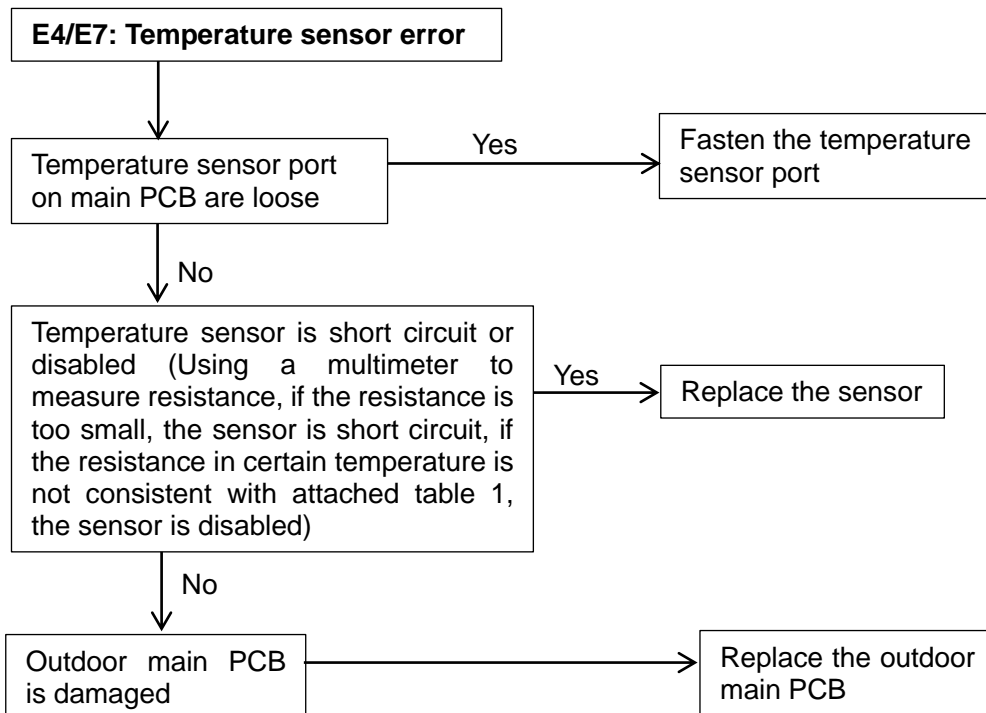 E4/E7: Temperature sensor error
Temperature sensor port
on main PCB are loose
Yes
Fasten the temperature
sensor port
No
Temperature sensor is short circuit or
disabled (Using a multimeter to
measure resistance, if the resistance is
too small, the sensor is short circuit, if
the resistance in certain temperature is
not consistent with attached table 1,
the sensor is disabled)
Yes
Replace the sensor
No
Outdoor main PCB
is damaged
Replace the outdoor
main PCB